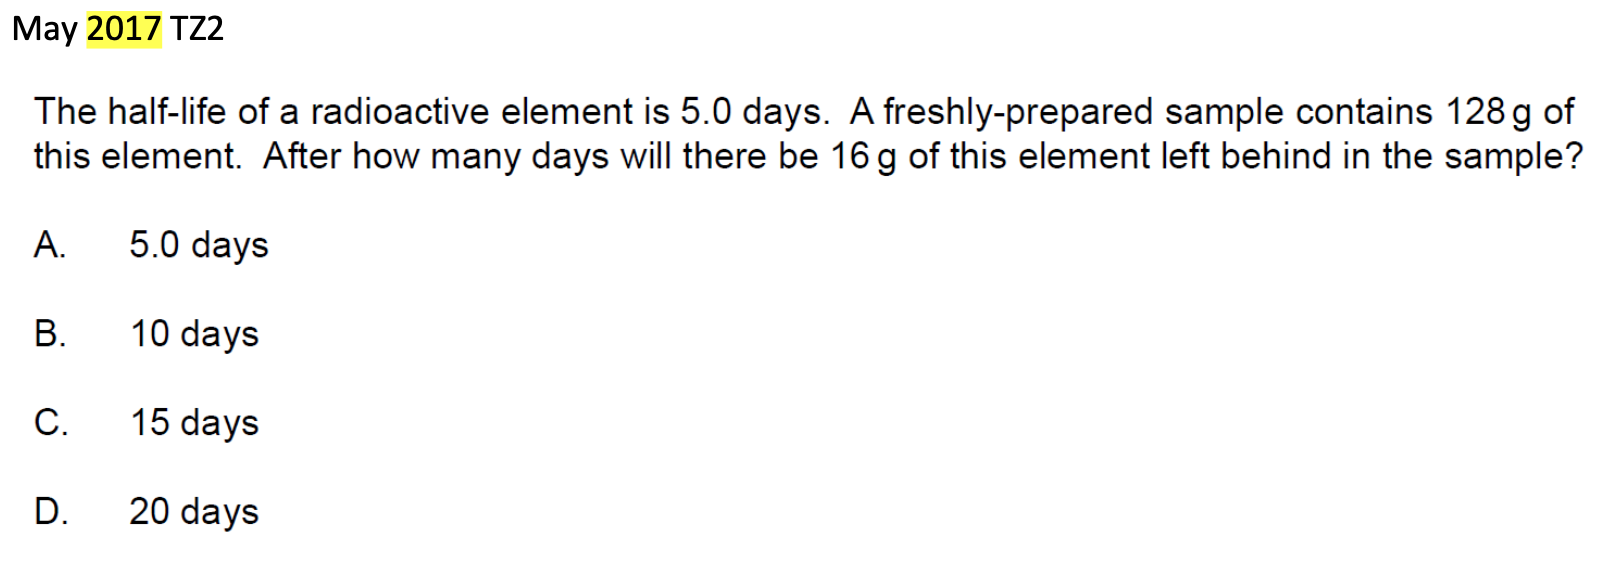 May 2017 TZ2
The half-life of a radioactive element is 5.0 days. A freshly-prepared sample contains 128 g of
this element. After how many days will there be 16 g of this element left behind in the sample?
A. 5.0 days
B. 10 days
C. 15 days
D. 20 days